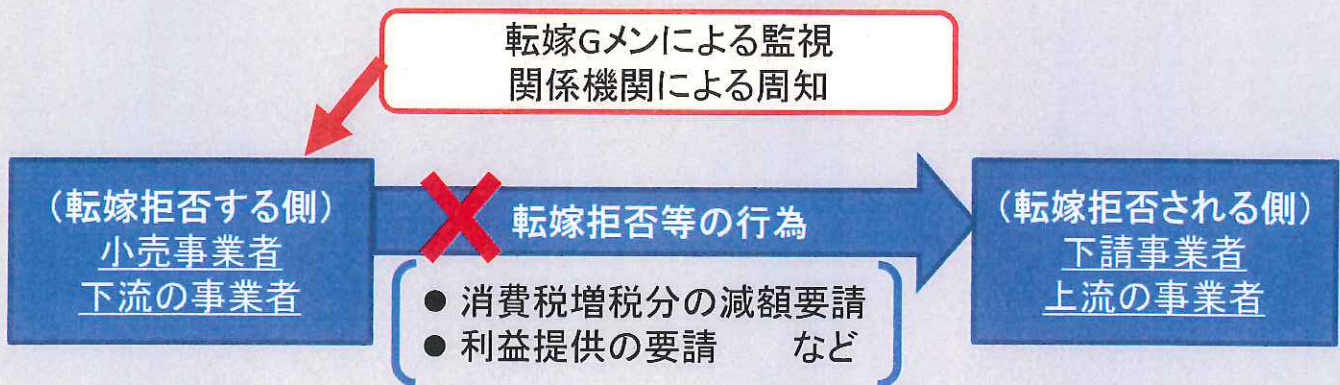 転嫁Gメンによる監視
関係機関による周知
（転嫁拒否する側）
小売事業者
下流の事業者
転嫁拒否等の行為
● 消費税増税分の減額要請
● 利益提供の要請　　など
（転嫁拒否される側）
下請事業者
上流の事業者